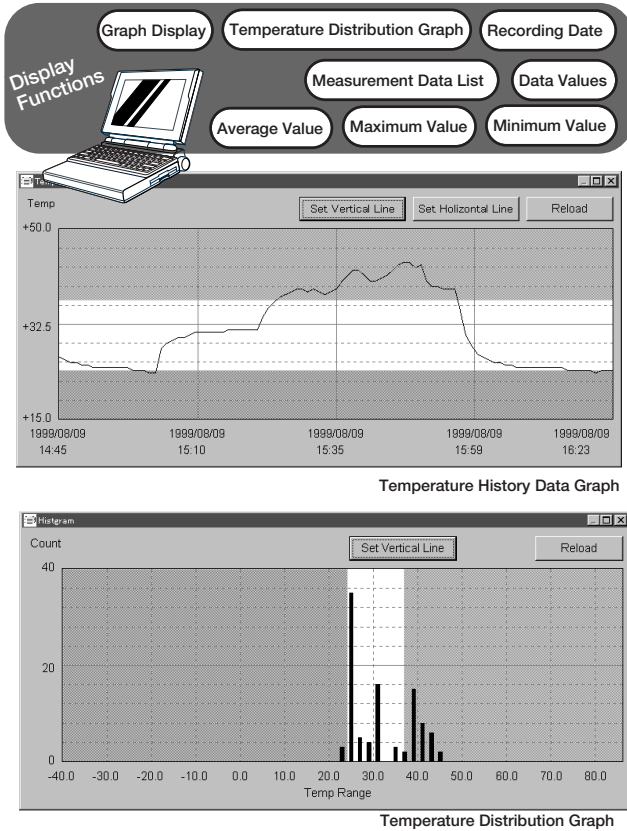 Display
Functions
Graph Display
Temperature Distribution Graph
Recording Date
Measurement Data List
Data Values
Average Value
Maximum Value
Minimum Value
Temp
Set Vertical Line
Set Holizontal Line
Reload
+50.0
+32.5
+15.0
1999/08/09 1999/08/09 1999/08/09 1999/08/09 1999/08/09
14:45 15:10 15:35 15:59 16:23
Temperature History Data Graph
Histgram
Count
Set Vertical Line
Reload
40
20
0
-40.0 -30.0 -20.0 -10.0 0.0 10.0 20.0 30.0 40.0 50.0 60.0 70.0 80.0
Temp Range
Temperature Distribution Graph